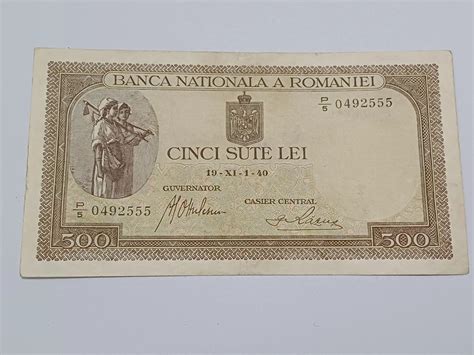 BANCA NATIONALA A ROMANIEI
P/5 0492555
CINCI SUTE LEI
19-XI-1-40
GUVERNATOR
CASIER CENTRAL
P/5 0492555
500
500